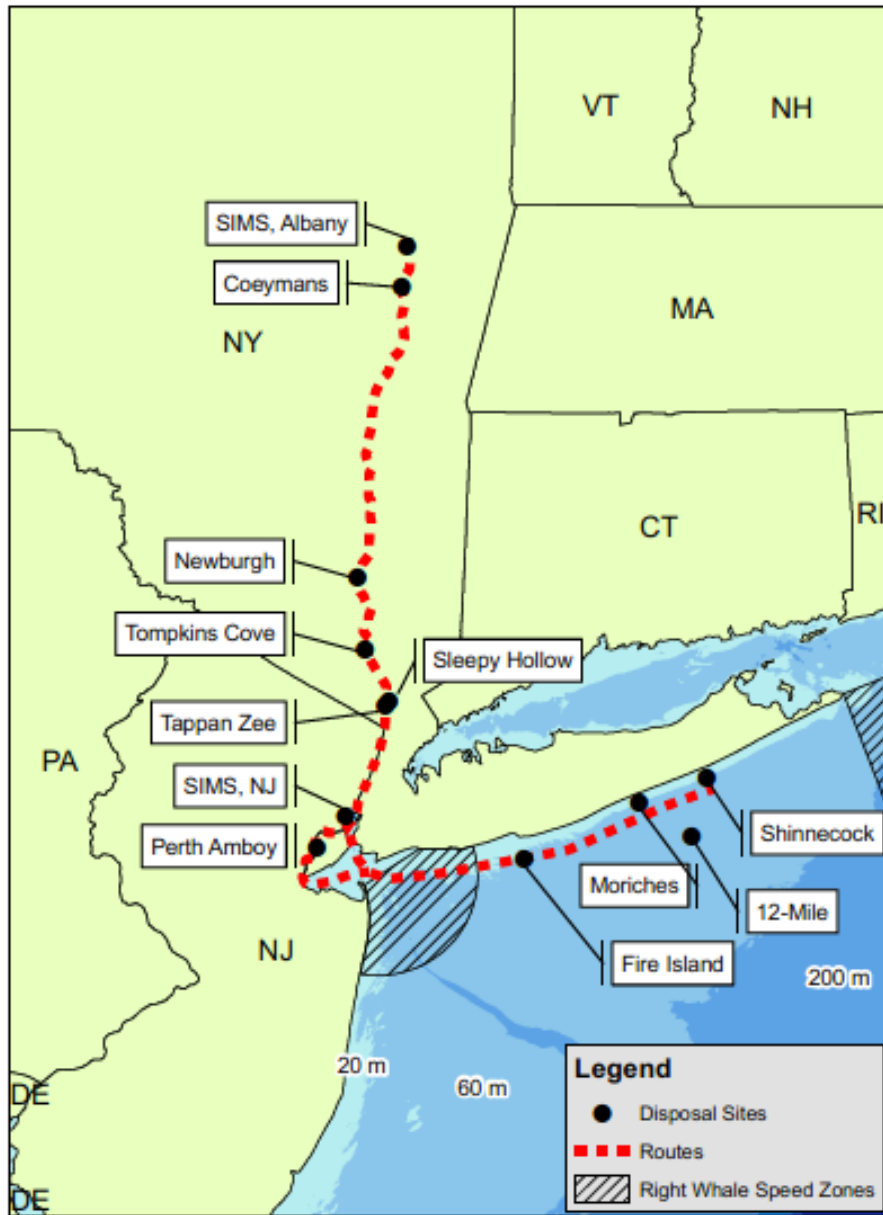 VT
NH
SIMS, Albany
Coeymans
MA
NY
CT
RI
Newburgh
Tompkins Cove
Sleepy Hollow
Tappan Zee
PA
SIMS, NJ
Perth Amboy
Shinnecock
Moriches
12-Mile
NJ
Fire Island
200 m
20 m
60 m
DE
DE
Legend
Disposal Sites
Routes
Right Whale Speed Zones